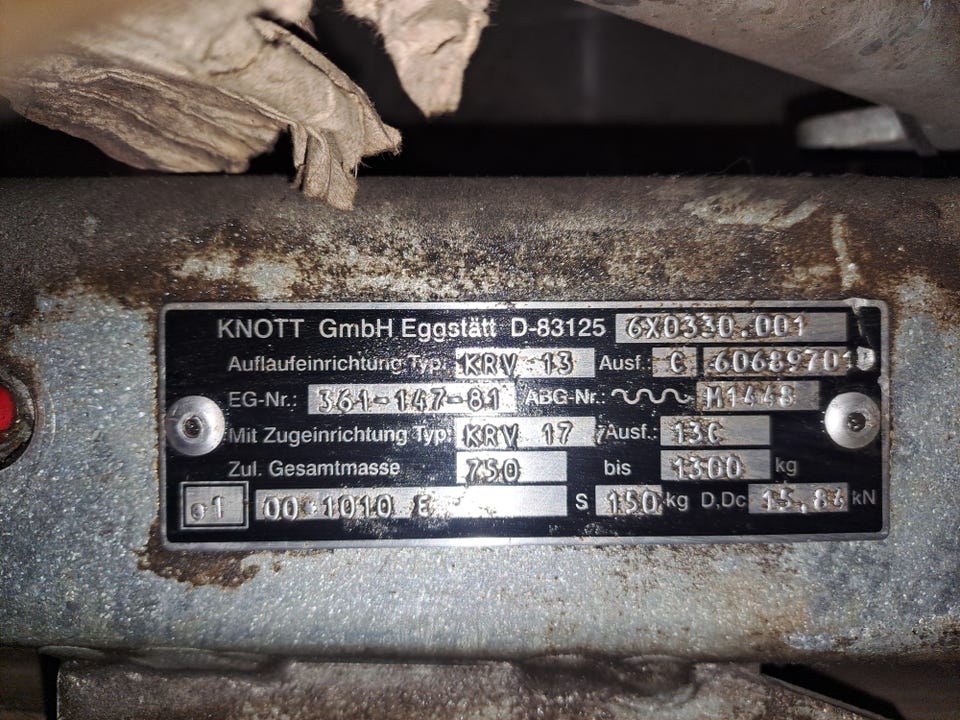 KNOTT GmbH Eggstätt D-83125 6X0330.001
Auflaufeinrichtung Typ: KRV 13 Ausf.: C 60689701
EG-Nr.: 361-147-81 ABG-Nr.: M1448
Mit Zugeinrichtung Typ: KRV 17 Ausf.: 13C
Zul. Gesamtmasse 750 bis 1300 kg
e1 00-1010 E S 150 kg D,Dc 15,86 kN